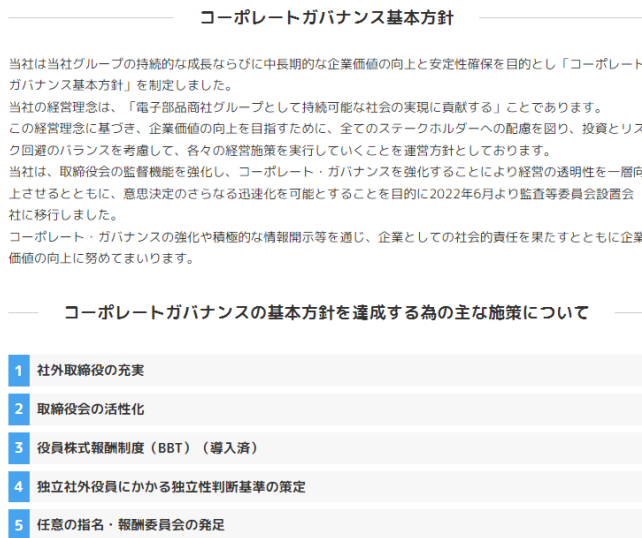 コーポレートガバナンス基本方針
当社は当社グループの持続的な成長ならびに中長期的な企業価値の向上と安定性確保を目的とし「コーポレート
ガバナンス基本方針」を制定しました。
当社の経営理念は、「電子部品商社グループとして持続可能な社会の実現に貢献する」ことであります。
この経営理念に基づき、企業価値の向上を目指すために、全てのステークホルダーへの配慮を図り、投資とリス
ク回避のバランスを考慮して、各々の経営施策を実行していくことを運営方針としております。
当社は、取締役会の監督機能を強化し、コーポレート・ガバナンスを強化することにより経営の透明性を一層向
上させるとともに、意思決定のさらなる迅速化を可能とすることを目的に2022年6月より監査等委員会設置会
社に移行しました。
コーポレート・ガバナンスの強化や積極的な情報開示等を通じ、企業としての社会的責任を果たすとともに企業
価値の向上に努めてまいります。
コーポレートガバナンスの基本方針を達成する為の主な施策について
1 社外取締役の充実
2 取締役会の活性化
3 役員株式報酬制度（BBT）（導入済）
4 独立社外役員にかかる独立性判断基準の策定
5 任意の指名・報酬委員会の発足